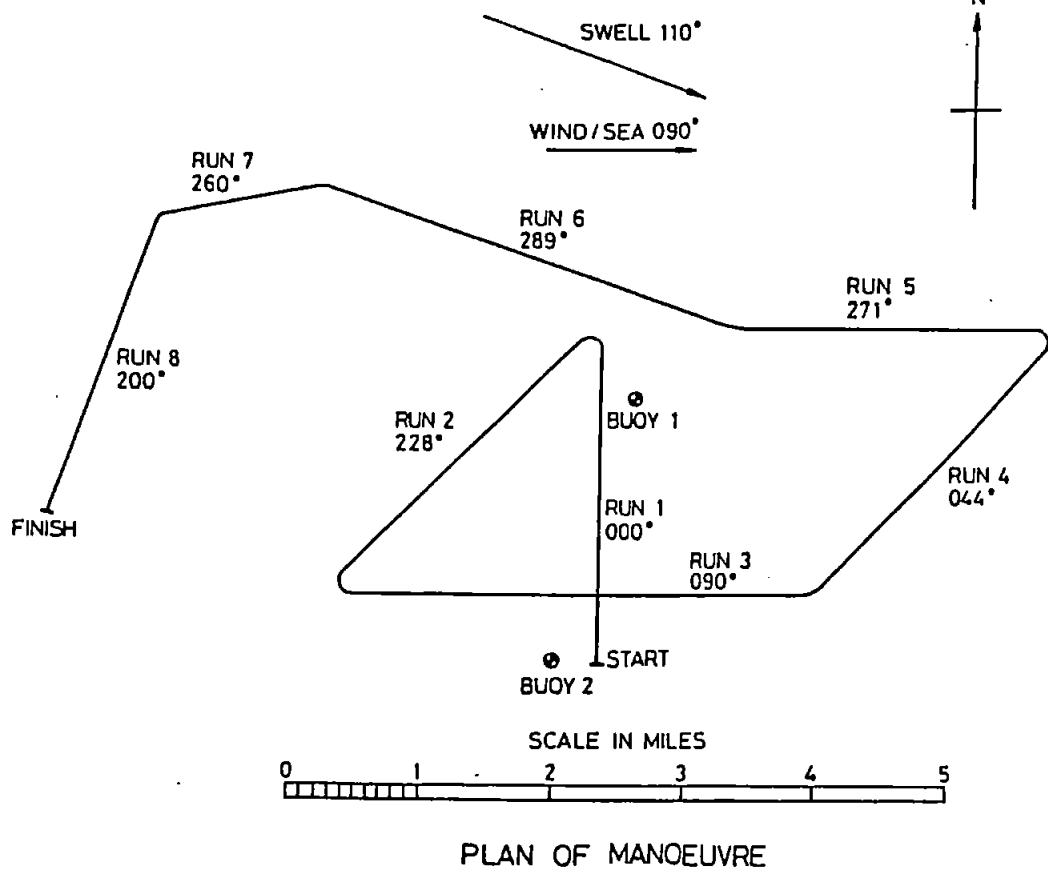 N
SWELL 110°
WIND/SEA 090°
RUN 7
260°
RUN 6
289°
RUN 5
271°
RUN 8
200°
BUOY 1
RUN 2
228°
RUN 4
044°
FINISH
RUN 1
000°
RUN 3
090°
START
BUOY 2
SCALE IN MILES
0 1 2 3 4 5
PLAN OF MANOEUVRE